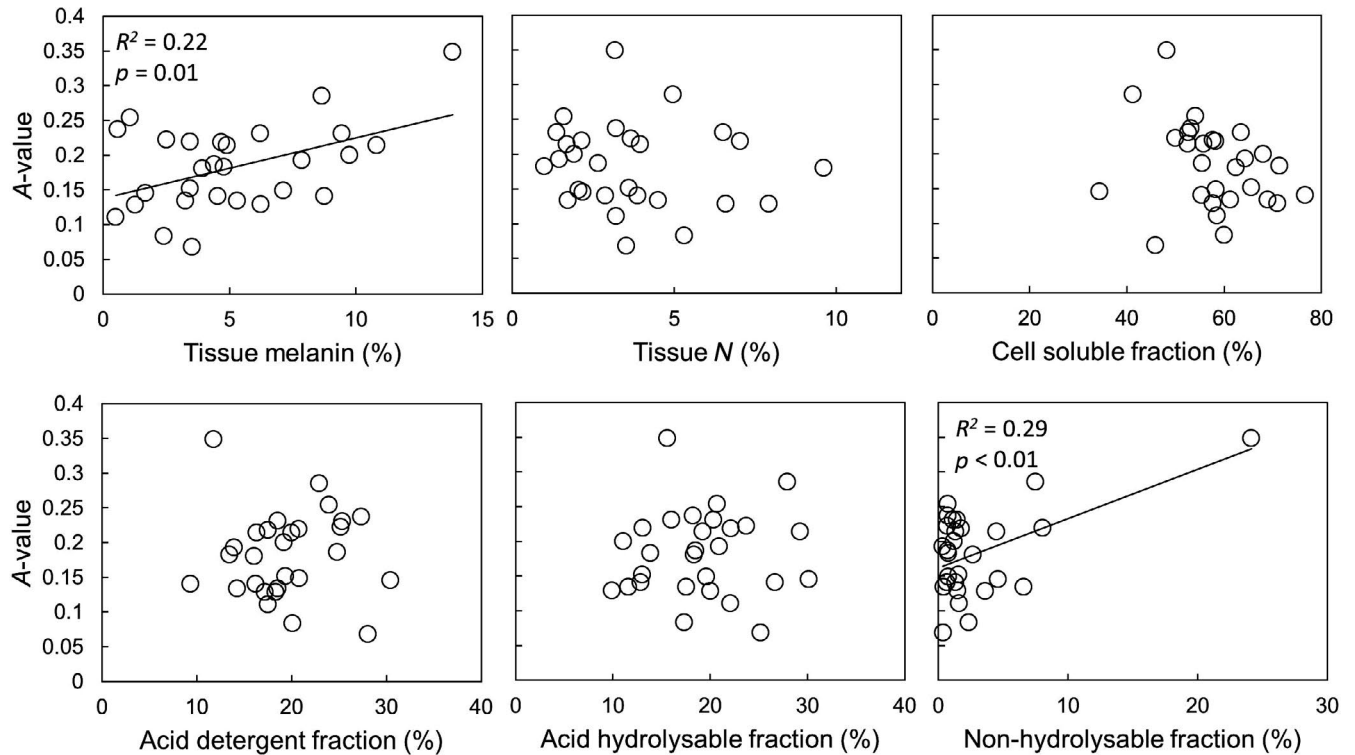 0.4
0.35
0.3
0.25
0.2
0.15
0.1
0.05
0
A-value
R² = 0.22
p = 0.01
0 5 10 15
Tissue melanin (%)
0 5 10
Tissue N (%)
0 20 40 60 80
Cell soluble fraction (%)
0.4
0.35
0.3
0.25
0.2
0.15
0.1
0.05
0
A-value
0 10 20 30 40
Acid detergent fraction (%)
0 10 20 30 40
Acid hydrolysable fraction (%)
R² = 0.29
p < 0.01
0 10 20 30
Non-hydrolysable fraction (%)